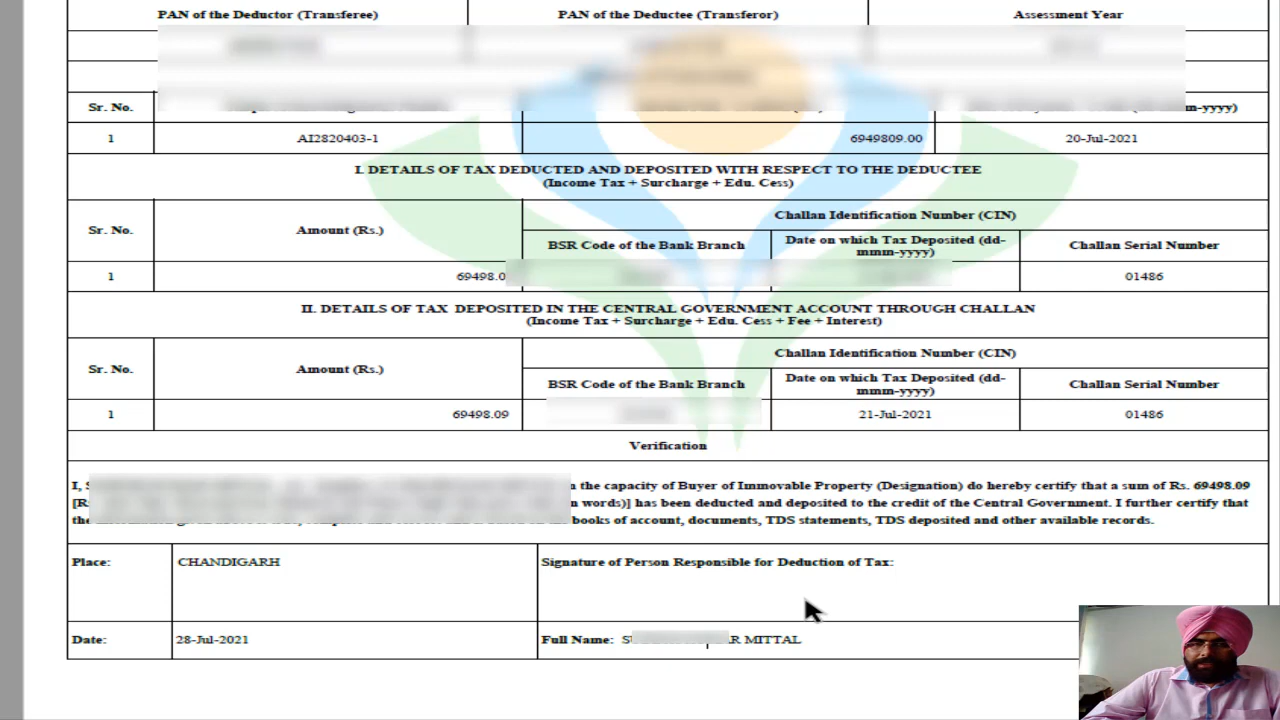 PAN of the Deductor (Transferee) PAN of the Deductee (Transferor) Assessment Year
Sr. No. m-yyyy)
1 AI2820403-1 6949809.00 20-Jul-2021
I. DETAILS OF TAX DEDUCTED AND DEPOSITED WITH RESPECT TO THE DEDUCTEE
(Income Tax + Surcharge + Edu. Cess)
Challan Identification Number (CIN)
Sr. No. Amount (Rs.)
BSR Code of the Bank Branch Date on which Tax Deposited (dd- Challan Serial Number
mmm-yyyy)
1 69498.0 01486
II. DETAILS OF TAX DEPOSITED IN THE CENTRAL GOVERNMENT ACCOUNT THROUGH CHALLAN
(Income Tax + Surcharge + Edu. Cess + Fee + Interest)
Challan Identification Number (CIN)
Sr. No. Amount (Rs.)
BSR Code of the Bank Branch Date on which Tax Deposited (dd- Challan Serial Number
mmm-yyyy)
1 69498.09 21-Jul-2021 01486
Verification
I, S in the capacity of Buyer of Immovable Property (Designation) do hereby certify that a sum of Rs. 69498.09
[Rs words)] has been deducted and deposited to the credit of the Central Government. I further certify that
the books of account, documents, TDS statements, TDS deposited and other available records.
Place: CHANDIGARH Signature of Person Responsible for Deduction of Tax:
Date: 28-Jul-2021 Full Name: S R MITTAL